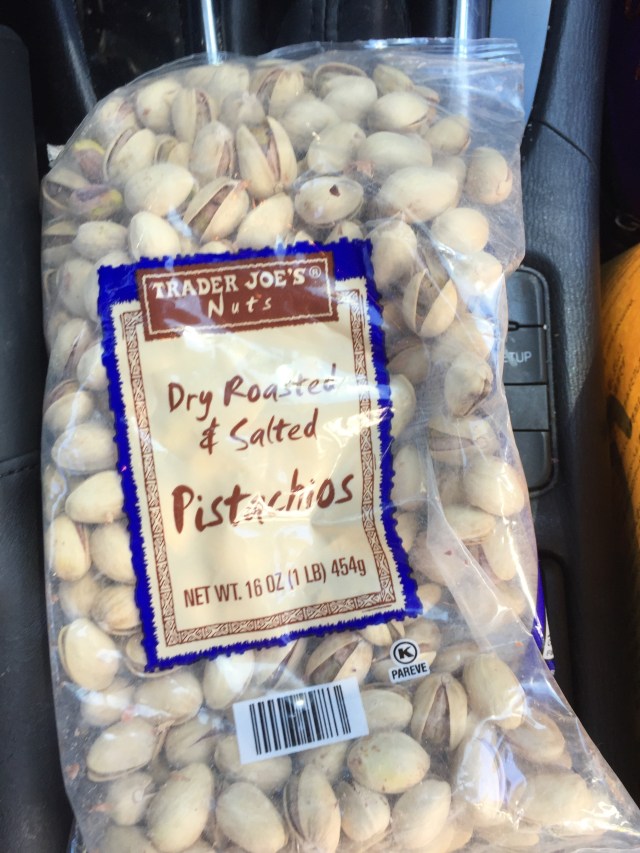 TRADER JOE'S®
Nuts
Dry Roasted
& Salted
Pistachios
NET WT. 16 OZ (1 LB) 454g
K
PAREVE